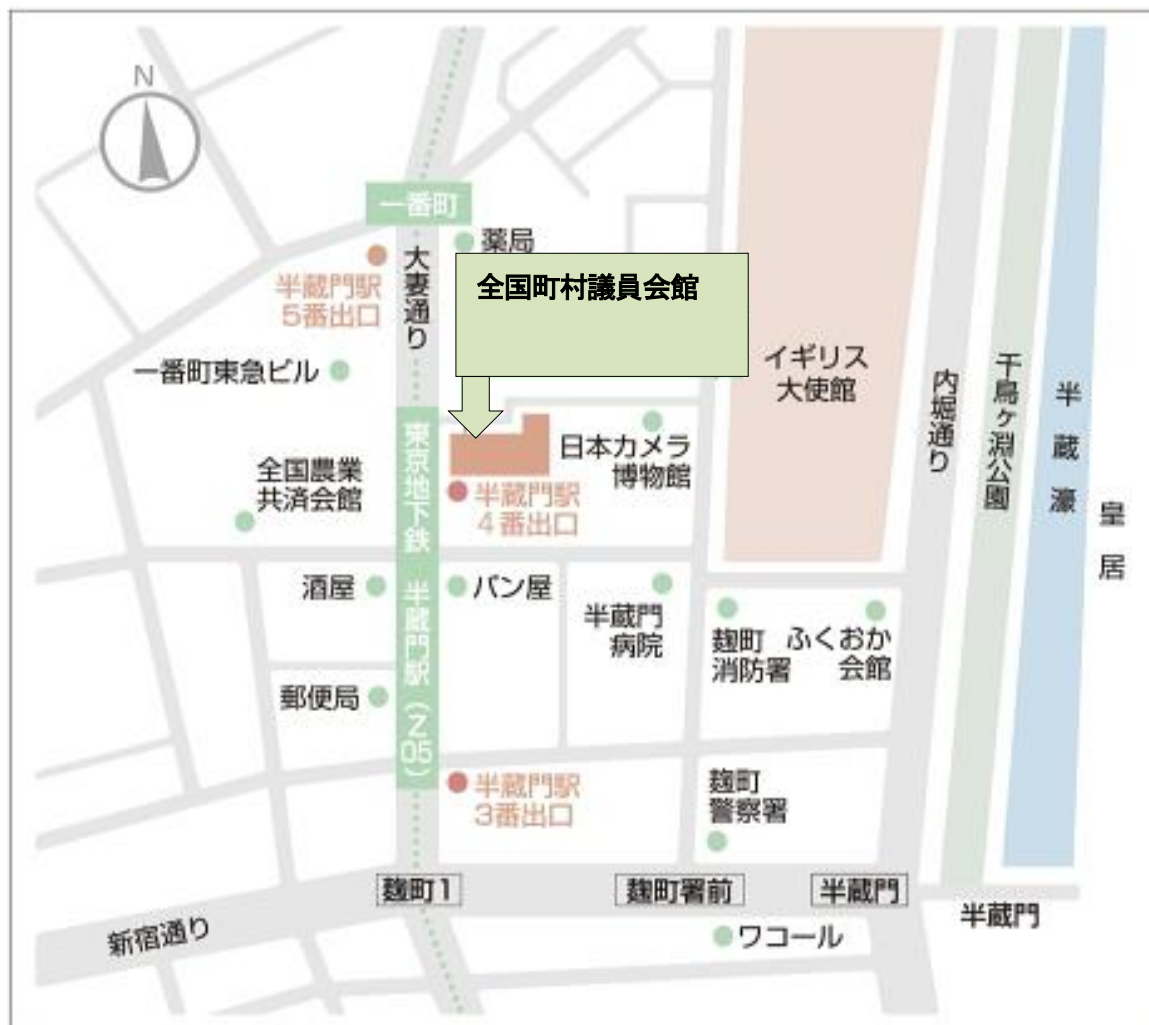 N
一番町
薬局
大妻通り
半蔵門駅
5番出口
全国町村議員会館
一番町東急ビル
イギリス
大使館
内堀通り
千鳥ヶ淵公園
半蔵濠
皇居
東京地下鉄 半蔵門駅(Z05)
日本カメラ
博物館
全国農業
共済会館
半蔵門駅
4番出口
酒屋
パン屋
半蔵門
病院
麹町
消防署
ふくおか
会館
郵便局
半蔵門駅
3番出口
麹町
警察署
麹町1
麹町署前
半蔵門
半蔵門
新宿通り
ワコール